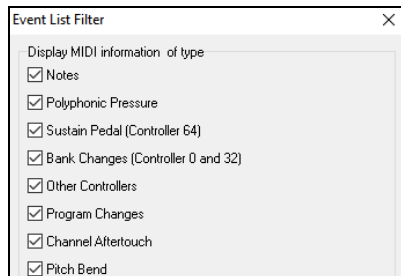 Event List Filter
Display MIDI information of type
Notes
Polyphonic Pressure
Sustain Pedal (Controller 64)
Bank Changes (Controller 0 and 32)
Other Controllers
Program Changes
Channel Aftertouch
Pitch Bend